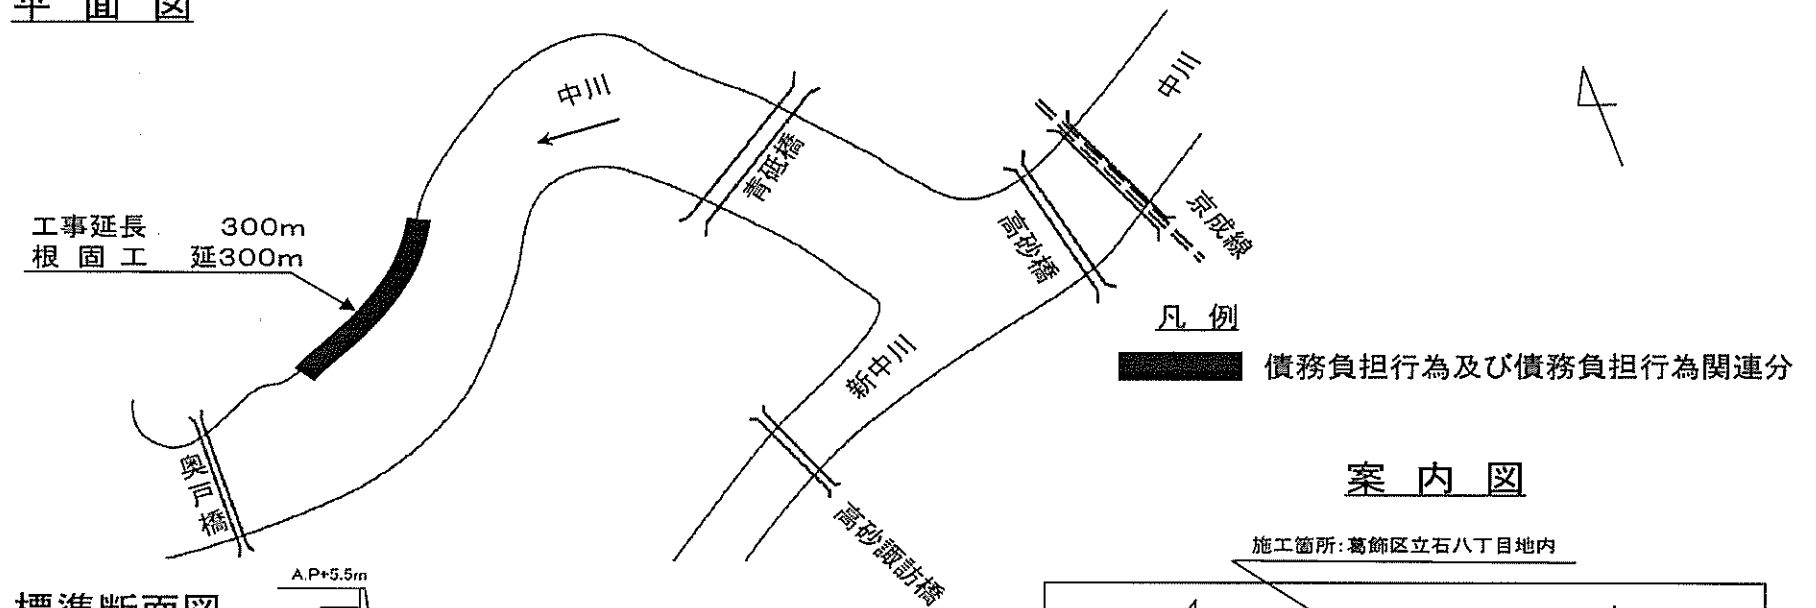 平 面 図
中川
中川
青砥橋
京成線
高砂橋
工事延長 300m
根 固 工 延300m
凡 例
債務負担行為及び債務負担行為関連分
新中川
奥戸橋
高砂諏訪橋
案 内 図
施工箇所:葛飾区立石八丁目地内
A.P+5.5m
標準断面図